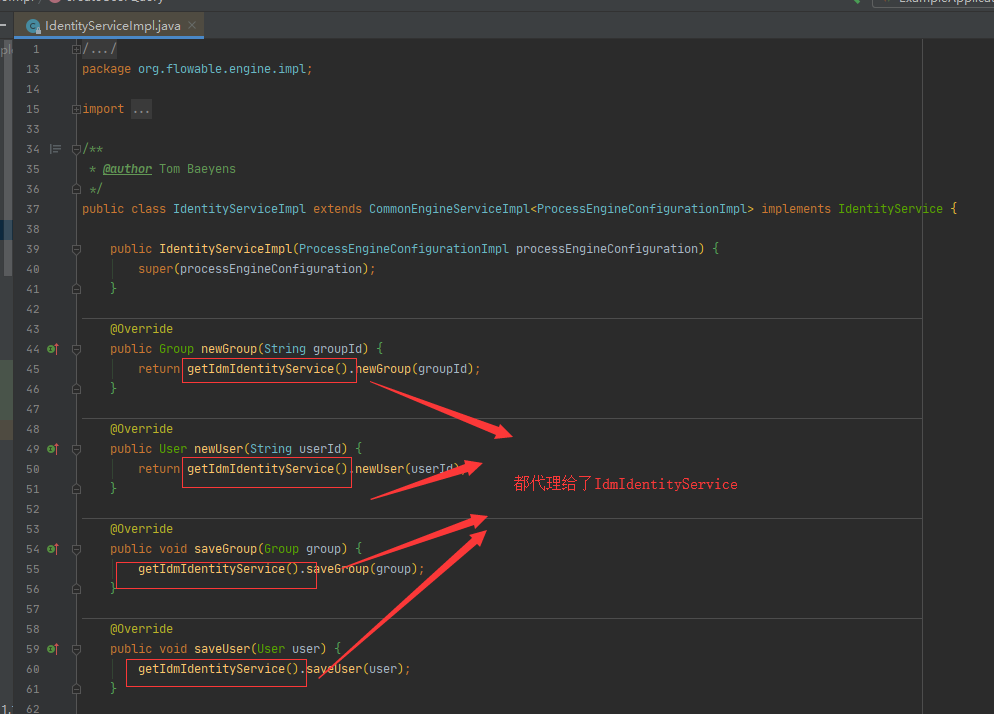 createUserQuery
IdentityServiceImpl.java ×
1 /.../
13 package org.flowable.engine.impl;
14
15 import ...
33
34 /**
35 * @author Tom Baeyens
36 */
37 public class IdentityServiceImpl extends CommonEngineServiceImpl<ProcessEngineConfigurationImpl> implements IdentityService {
38
39 public IdentityServiceImpl(ProcessEngineConfigurationImpl processEngineConfiguration) {
40 super(processEngineConfiguration);
41 }
42
43 @Override
44 public Group newGroup(String groupId) {
45 return getIdmIdentityService().newGroup(groupId);
46 }
47
48 @Override
49 public User newUser(String userId) {
50 return getIdmIdentityService().newUser(userId)
都代理给了IdmIdentityService
51 }
52
53 @Override
54 public void saveGroup(Group group) {
55 getIdmIdentityService().saveGroup(group);
56 }
57
58 @Override
59 public void saveUser(User user) {
60 getIdmIdentityService().saveUser(user);
61 }
62